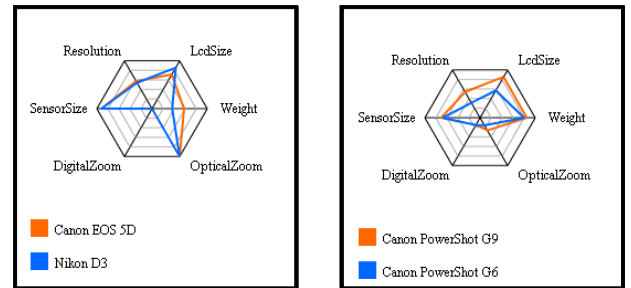 Resolution
LcdSize
SensorSize
Weight
DigitalZoom
OpticalZoom
Canon EOS 5D
Nikon D3
Resolution
LcdSize
SensorSize
Weight
DigitalZoom
OpticalZoom
Canon PowerShot G9
Canon PowerShot G6